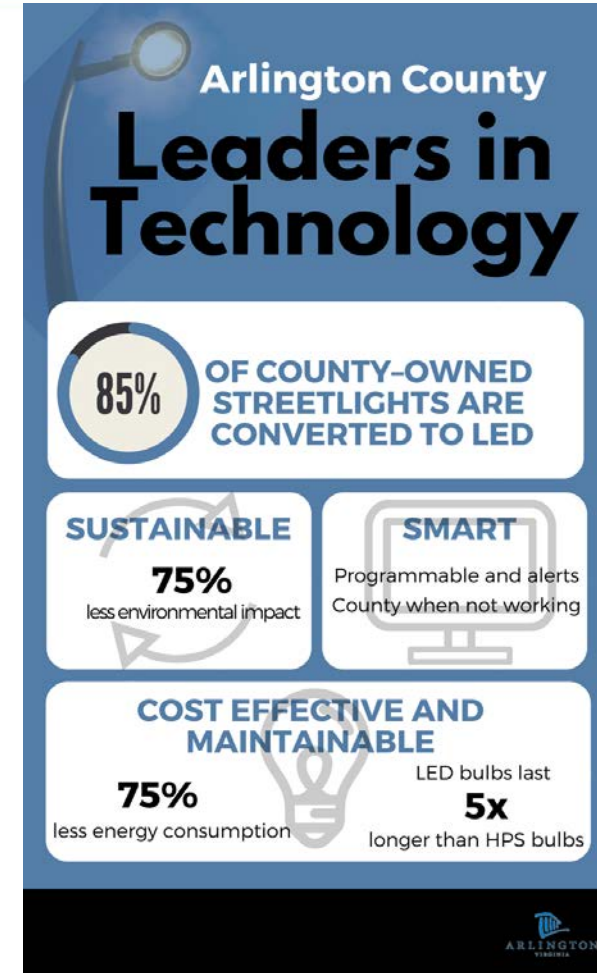 Arlington County
Leaders in
Technology
85%
OF COUNTY–OWNED
STREETLIGHTS ARE
CONVERTED TO LED
SUSTAINABLE
75%
less environmental impact
SMART
Programmable and alerts
County when not working
COST EFFECTIVE AND
MAINTAINABLE
75%
less energy consumption
LED bulbs last
5x
longer than HPS bulbs
ARLINGTON
VIRGINIA